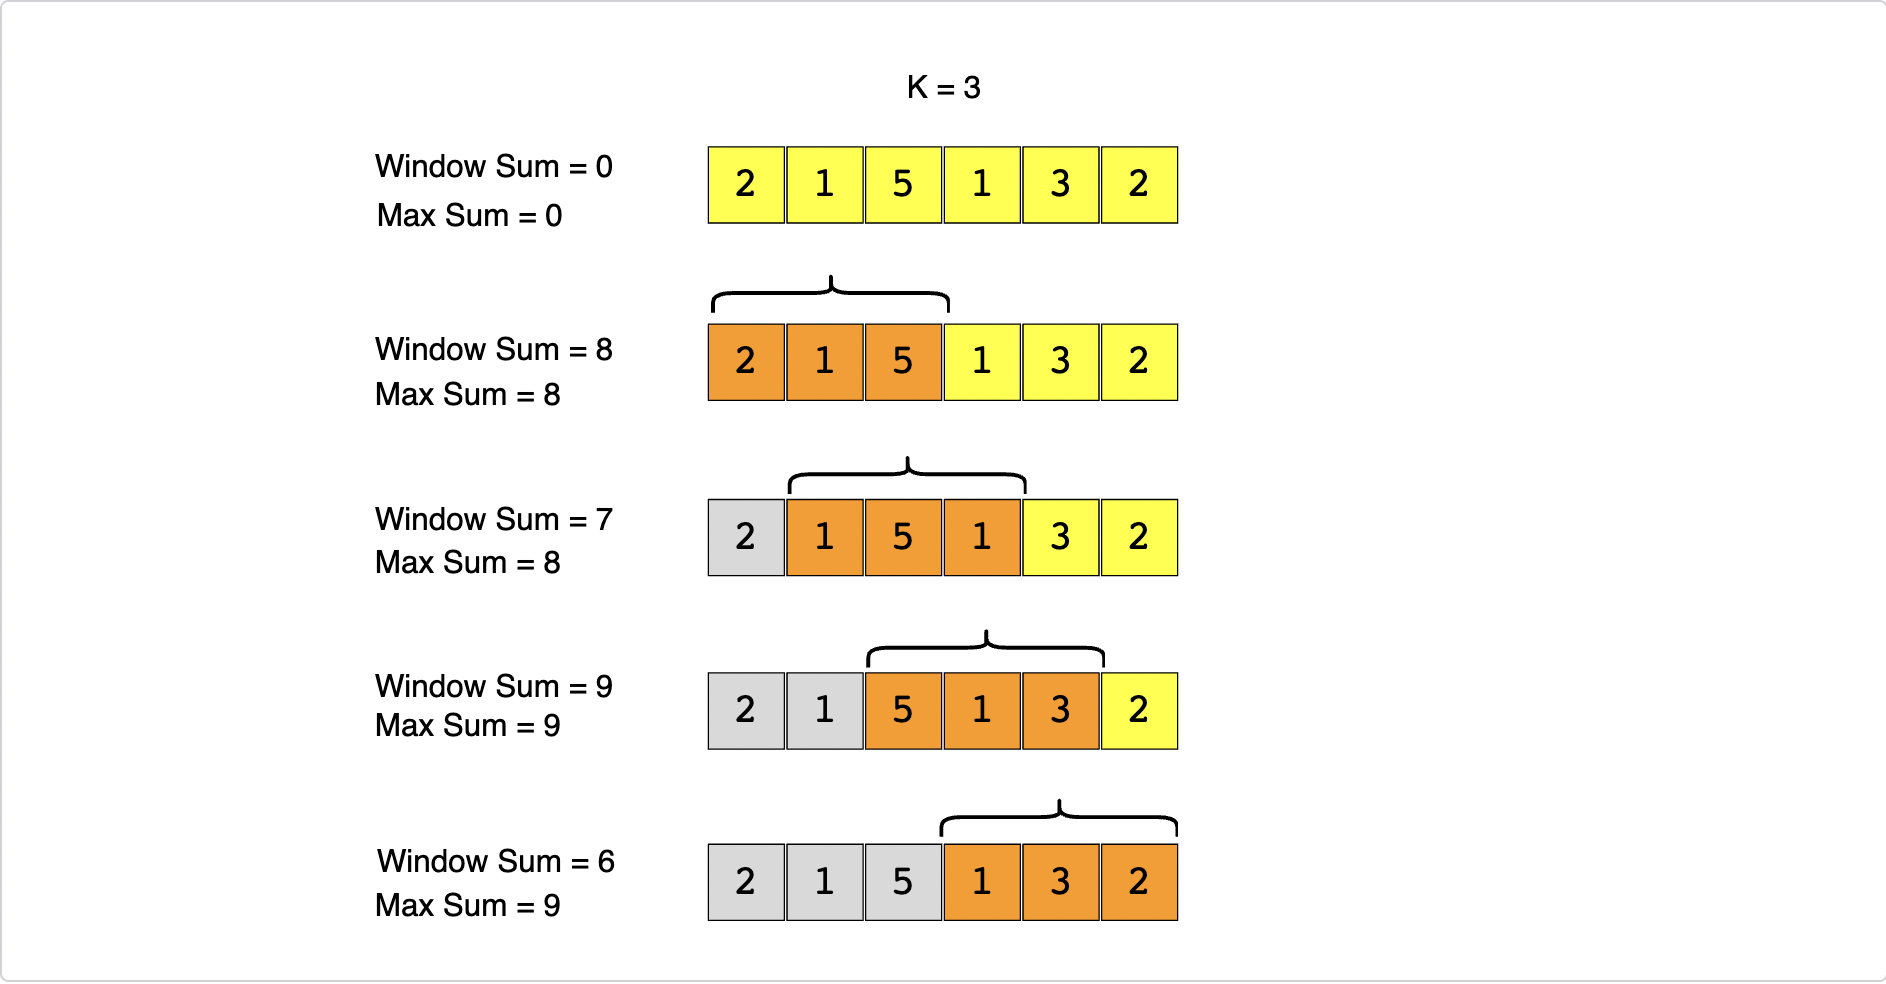 K = 3
Window Sum = 0
Max Sum = 0
2 1 5 1 3 2
Window Sum = 8
Max Sum = 8
2 1 5 1 3 2
Window Sum = 7
Max Sum = 8
2 1 5 1 3 2
Window Sum = 9
Max Sum = 9
2 1 5 1 3 2
Window Sum = 6
Max Sum = 9
2 1 5 1 3 2